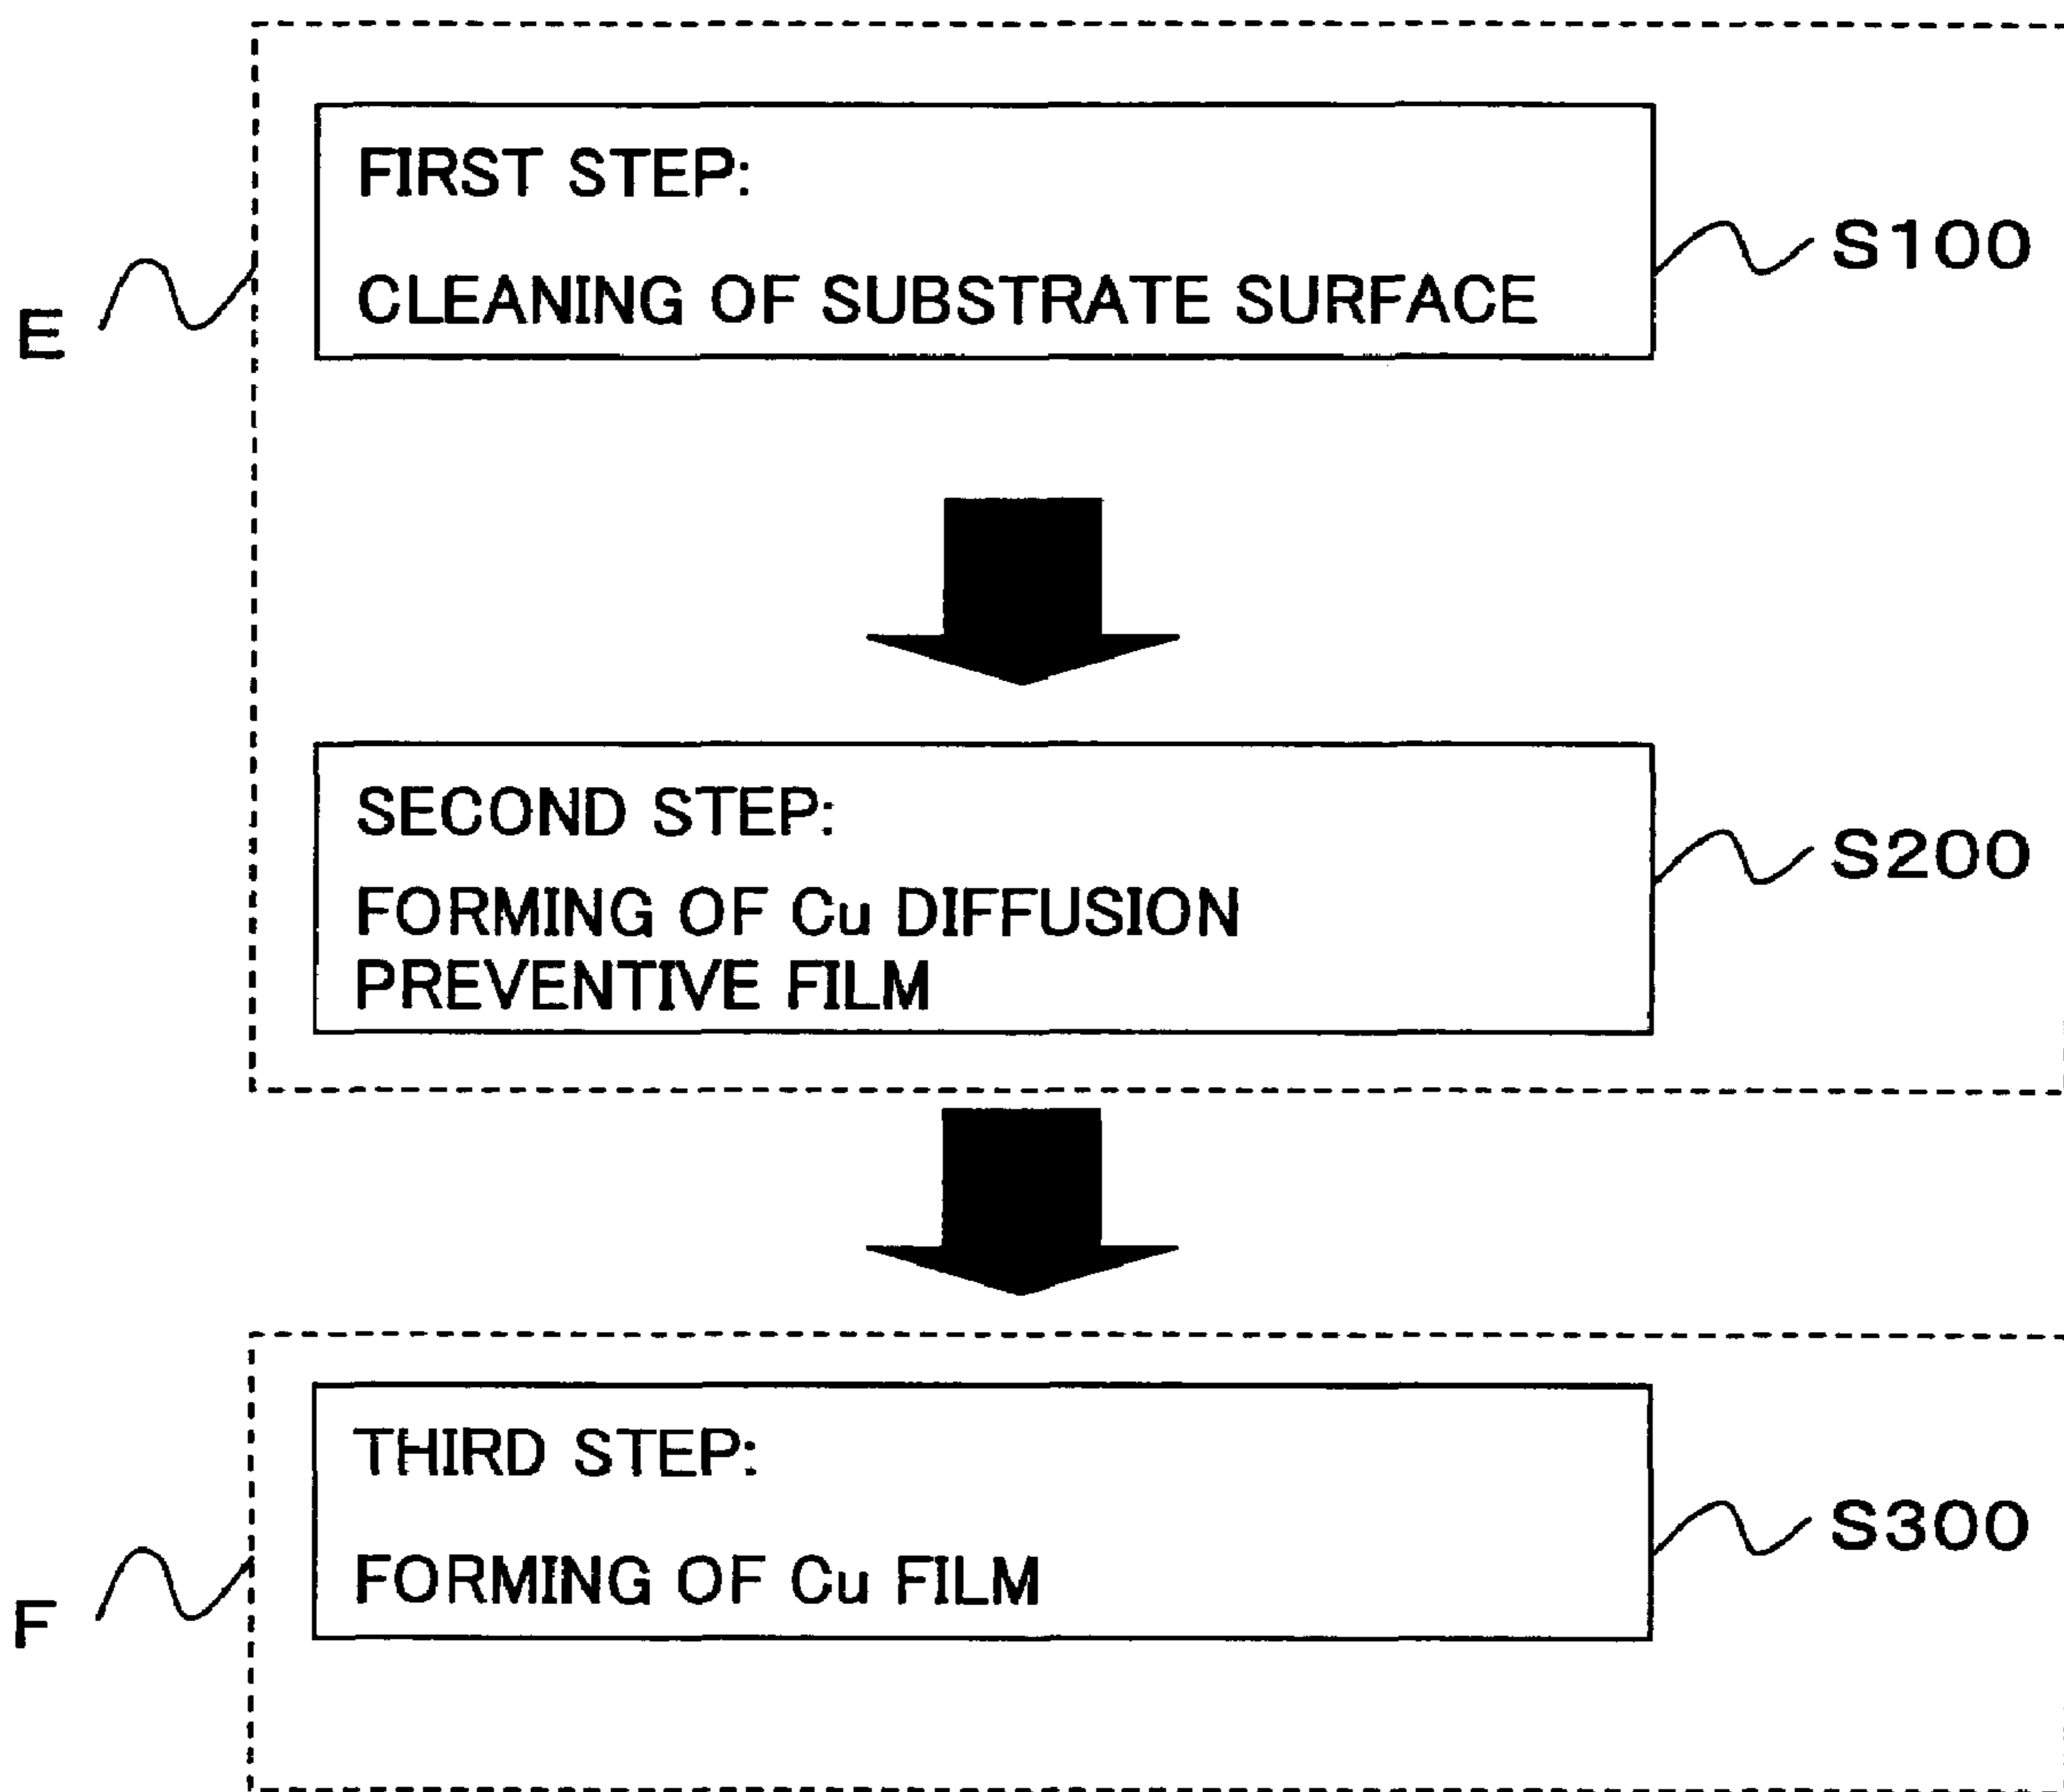 FIRST STEP:
CLEANING OF SUBSTRATE SURFACE
S100
E
SECOND STEP:
FORMING OF Cu DIFFUSION
PREVENTIVE FILM
S200
THIRD STEP:
FORMING OF Cu FILM
S300
F